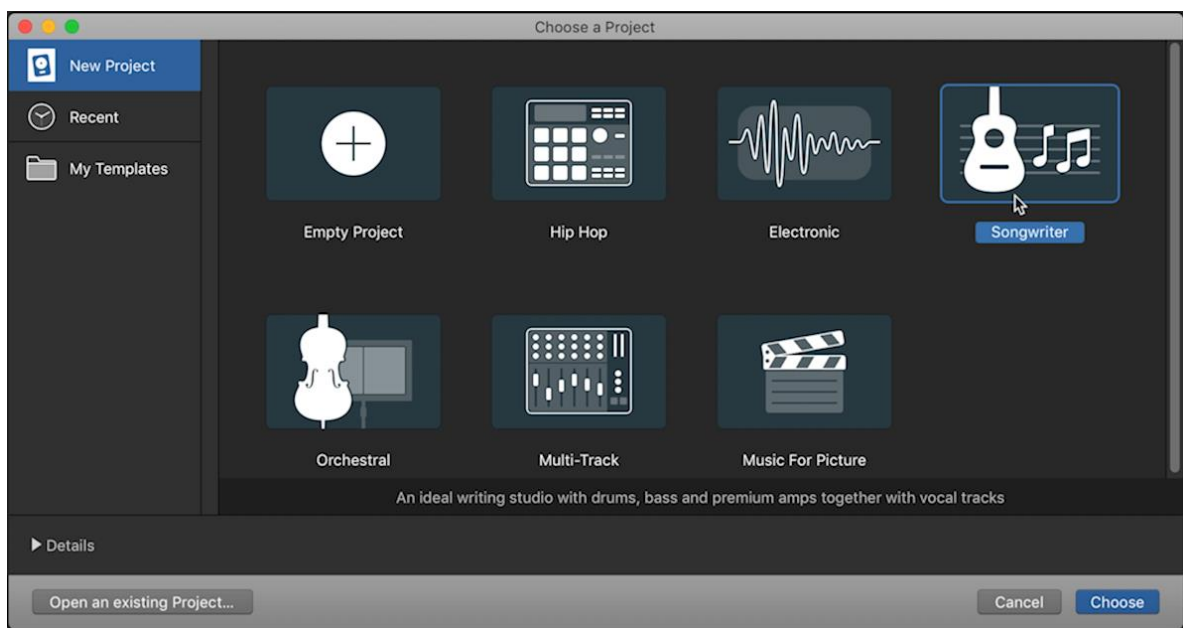 Choose a Project
New Project
Recent
My Templates
Empty Project
Hip Hop
Electronic
Songwriter
Orchestral
Multi-Track
Music For Picture
An ideal writing studio with drums, bass and premium amps together with vocal tracks
Details
Open an existing Project...
Cancel
Choose